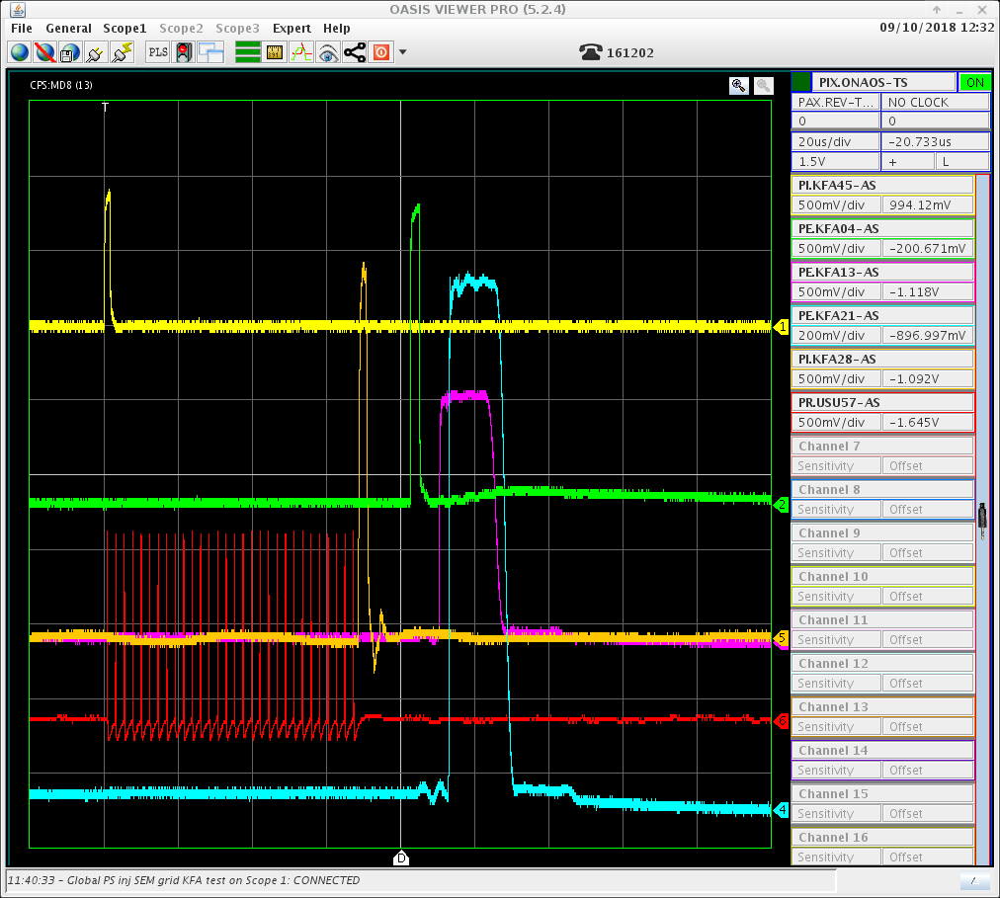 OASIS VIEWER PRO (5.2.4)
File General Scope1 Scope2 Scope3 Expert Help 09/10/2018 12:32
PLS 161202
CPS:MD8 (13)
T
1
2
5
6
4
D
PIX.ONAOS-TS ON
PAX.REV-T... NO CLOCK
0 0
20us/div -20.733us
1.5V + L
PI.KFA45-AS
500mV/div 994.12mV
PE.KFA04-AS
500mV/div -200.671mV
PE.KFA13-AS
500mV/div -1.118V
PE.KFA21-AS
200mV/div -896.997mV
PI.KFA28-AS
500mV/div -1.092V
PR.USU57-AS
500mV/div -1.645V
Channel 7
Sensitivity Offset
Channel 8
Sensitivity Offset
Channel 9
Sensitivity Offset
Channel 10
Sensitivity Offset
Channel 11
Sensitivity Offset
Channel 12
Sensitivity Offset
Channel 13
Sensitivity Offset
Channel 14
Sensitivity Offset
Channel 15
Sensitivity Offset
Channel 16
Sensitivity Offset
11:40:33 - Global PS inj SEM grid KFA test on Scope 1: CONNECTED